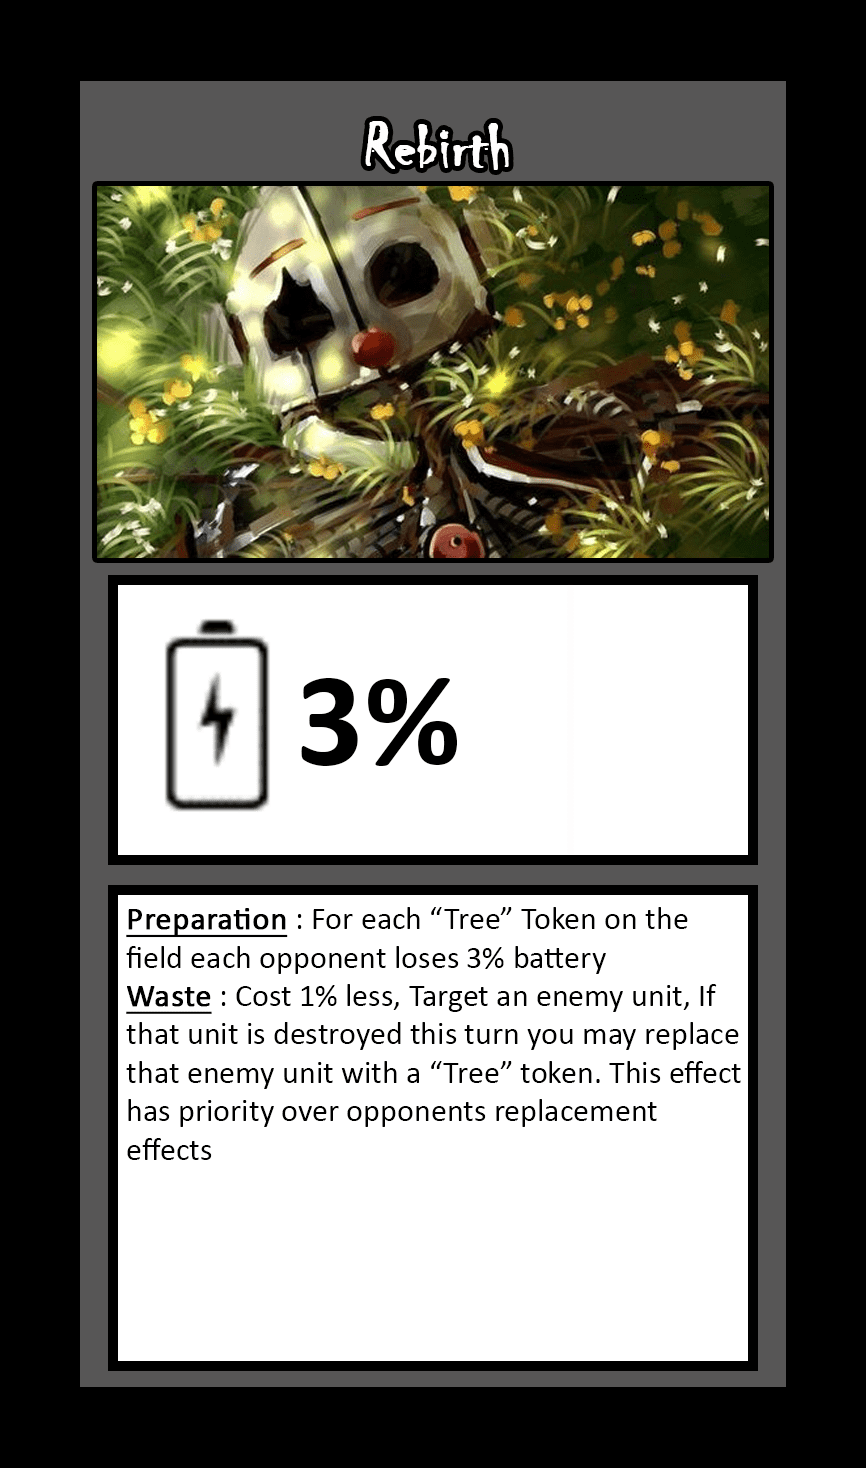 Rebirth
3%
Preparation : For each “Tree” Token on the
field each opponent loses 3% battery
Waste : Cost 1% less, Target an enemy unit, If
that unit is destroyed this turn you may replace
that enemy unit with a “Tree” token. This effect
has priority over opponents replacement
effects